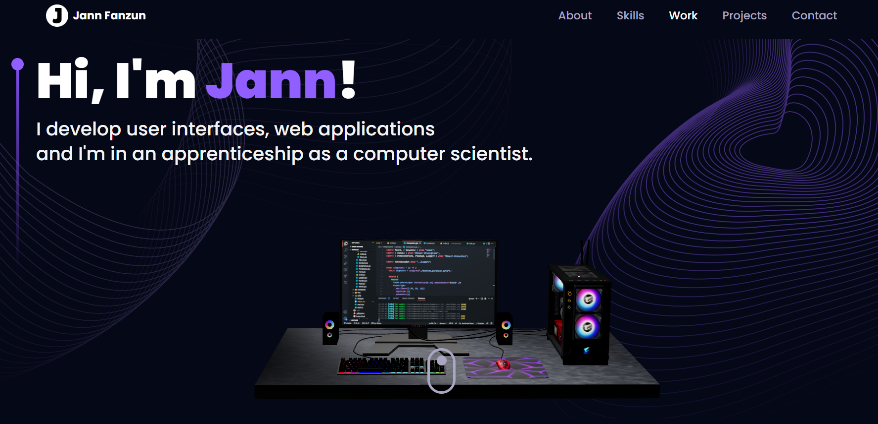 Jann Fanzun
About
Skills
Work
Projects
Contact
Hi, I'm Jann!
I develop user interfaces, web applications
and I'm in an apprenticeship as a computer scientist.